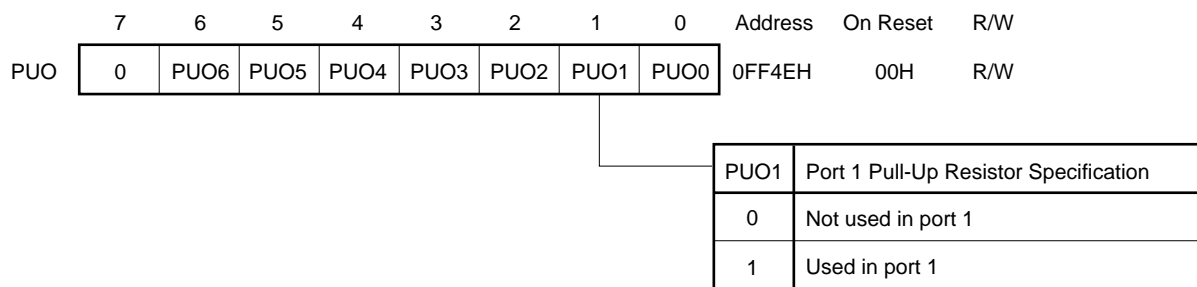 7 6 5 4 3 2 1 0 Address On Reset R/W
PUO 0 PUO6 PUO5 PUO4 PUO3 PUO2 PUO1 PUO0 0FF4EH 00H R/W
PUO1 Port 1 Pull-Up Resistor Specification
0 Not used in port 1
1 Used in port 1